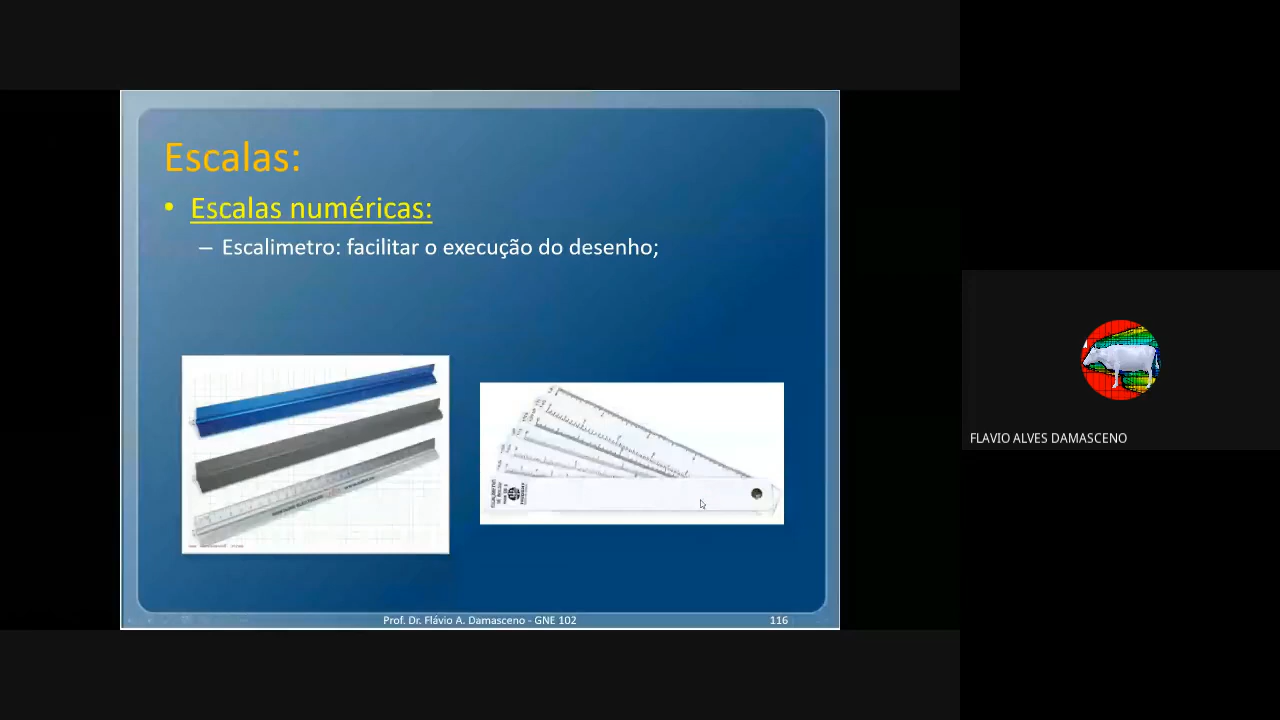 Escalas:
• Escalas numéricas:
– Escalimetro: facilitar o execução do desenho;
Prof. Dr. Flávio A. Damasceno - GNE 102
116
FLAVIO ALVES DAMASCENO